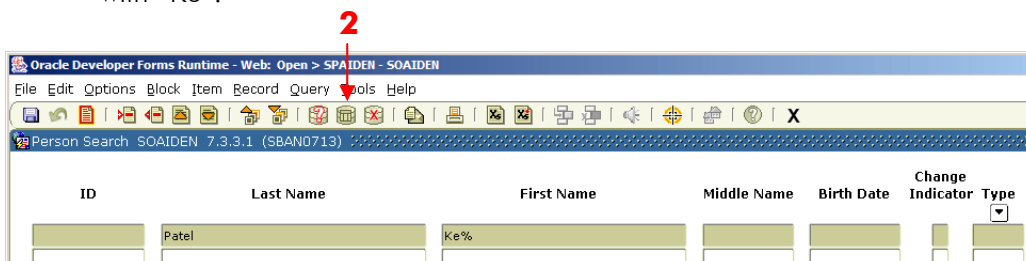 2
Oracle Developer Forms Runtime - Web: Open > SPAIDEN - SOAIDEN
File Edit Options Block Item Record Query Tools Help
X
Person Search SOAIDEN 7.3.3.1 (SBAN0713)
ID Last Name First Name Middle Name Birth Date Change Indicator Type
Patel Ke%